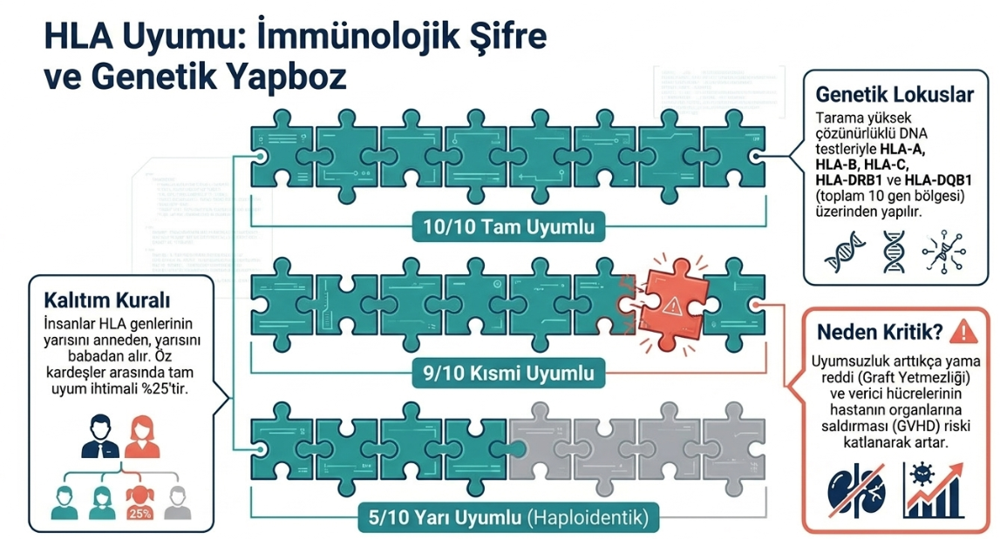 HLA Uyumu: İmmünolojik Şifre
ve Genetik Yapboz
Genetik Lokuslar
Tarama yüksek
çözünürlüklü DNA
testleriyle HLA-A,
HLA-B, HLA-C,
HLA-DRB1 ve HLA-DQB1
(toplam 10 gen bölgesi)
üzerinden yapılır.
10/10 Tam Uyumlu
Kalıtım Kuralı
İnsanlar HLA genlerinin
yarısını anneden, yarısını
babadan alır. Öz
kardeşler arasında tam
uyum ihtimali %25'tir.
25%
9/10 Kısmi Uyumlu
Neden Kritik?
Uyumsuzluk arttıkça yama
reddi (Graft Yetmezliği)
ve verici hücrelerinin
hastanın organlarına
saldırması (GVHD) riski
katlanarak artar.
5/10 Yarı Uyumlu (Haploidentik)